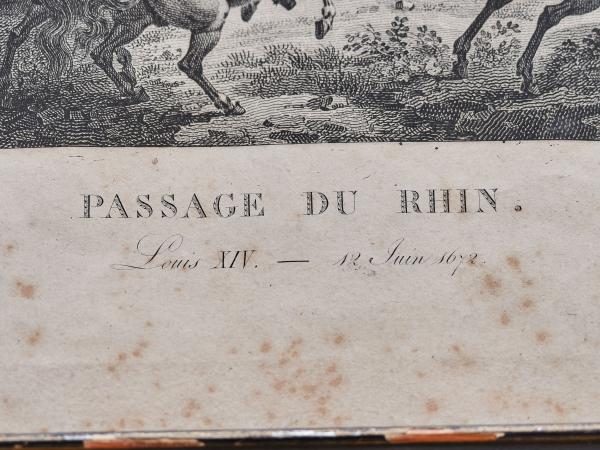 PASSAGE DU RHIN.
Louis XIV. — 12 Juin 1672.